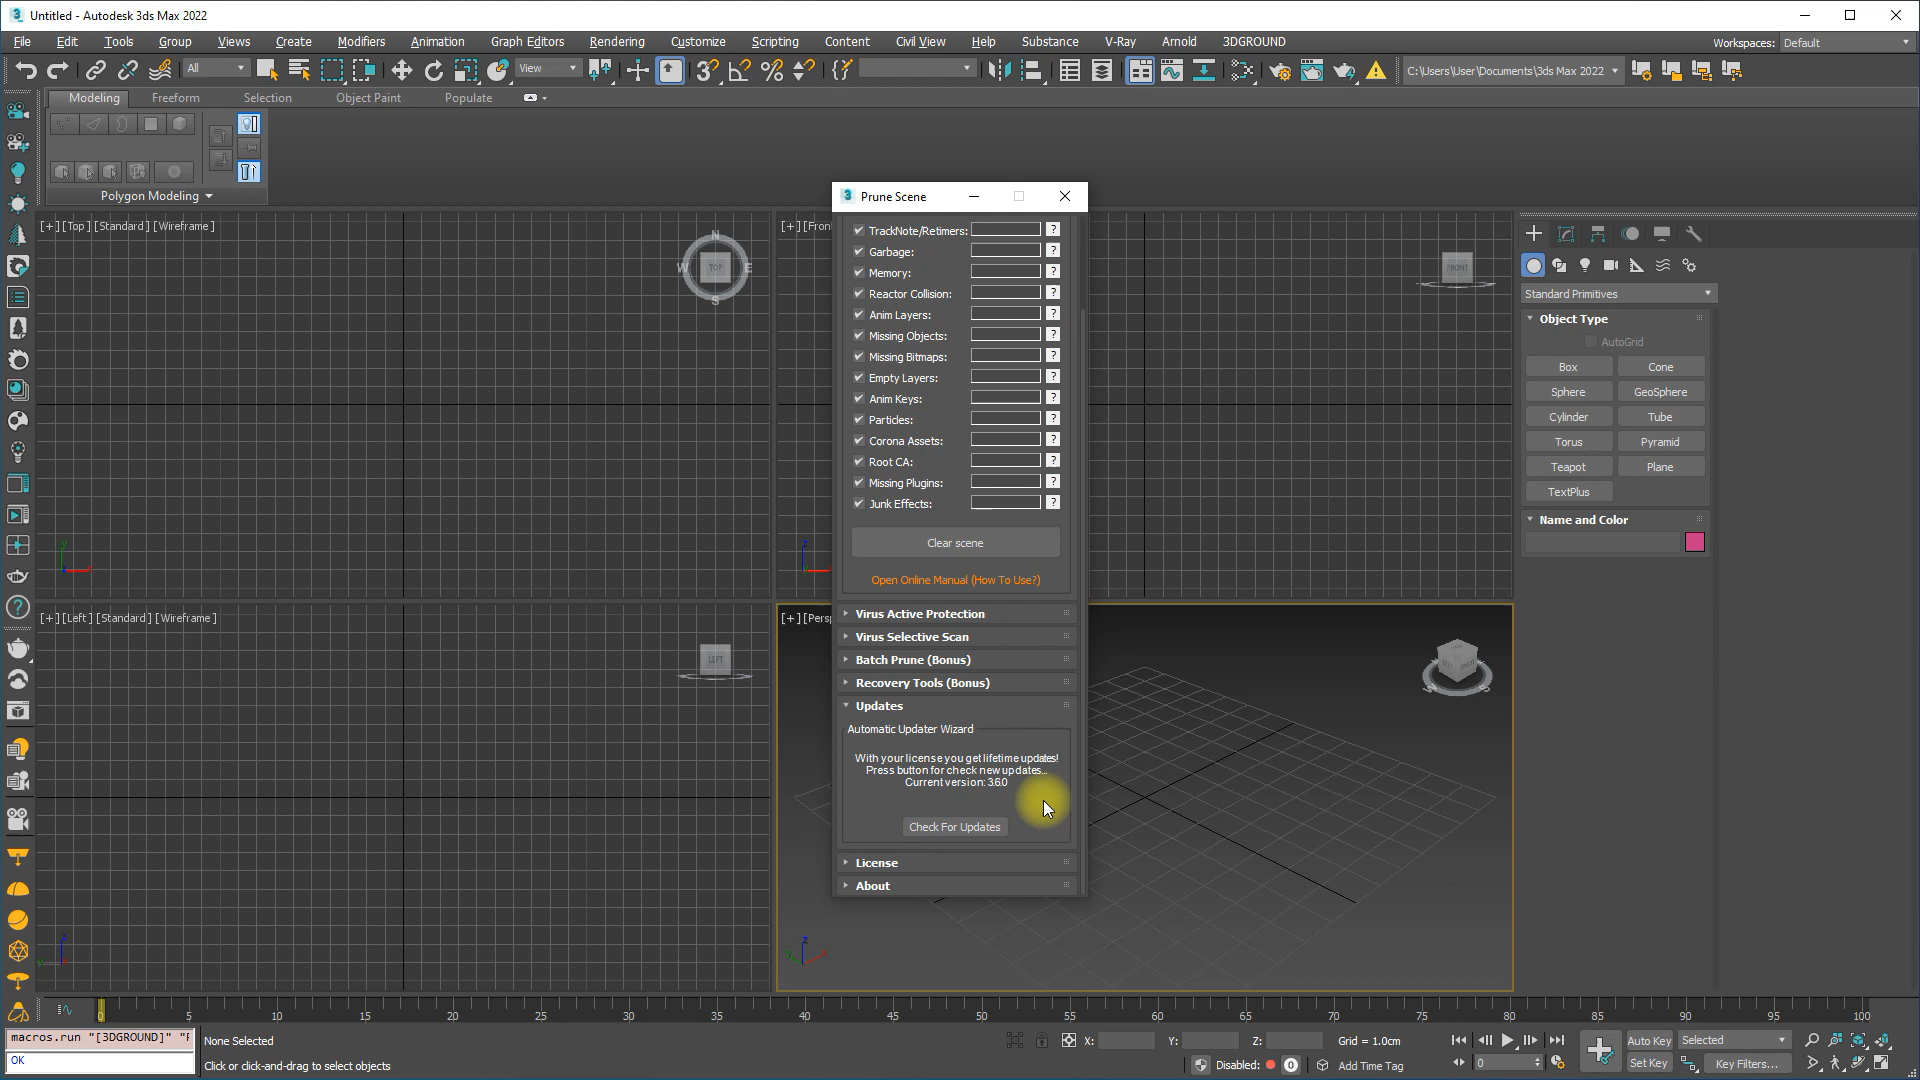 Untitled - Autodesk 3ds Max 2022
File Edit Tools Group Views Create Modifiers Animation Graph Editors Rendering Customize Scripting Content Civil View Help Substance V-Ray Arnold 3DGROUND Workspaces: Default
All View C:\Users\User\Documents\3ds Max 2022
Modeling Freeform Selection Object Paint Populate
Polygon Modeling
[+] [Top] [Standard] [Wireframe]
N
W TOP E
S
[+] [Fron
FRONT
Prune Scene
TrackNote/Retimers: ?
Garbage: ?
Memory: ?
Reactor Collision: ?
Anim Layers: ?
Missing Objects: ?
Missing Bitmaps: ?
Empty Layers: ?
Anim Keys: ?
Particles: ?
Corona Assets: ?
Root CA: ?
Missing Plugins: ?
Junk Effects: ?
Clear scene
Open Online Manual (How To Use?)
Virus Active Protection
Virus Selective Scan
Batch Prune (Bonus)
Recovery Tools (Bonus)
Updates
Automatic Updater Wizard
With your license you get lifetime updates!
Press button for check new updates...
Current version: 3.6.0
Check For Updates
License
About
Standard Primitives
Object Type
AutoGrid
Box Cone
Sphere GeoSphere
Cylinder Tube
Torus Pyramid
Teapot Plane
TextPlus
Name and Color
[+] [Left] [Standard] [Wireframe]
LEFT
[+] [Persp
0 5 10 15 20 25 30 35 40 45 50 55 60 65 70 75 80 85 90 95 100
macros.run "[3DGROUND]" "F
OK
None Selected
Click or click-and-drag to select objects
X: Y: Z: Grid = 1.0cm
Disabled: 0 Add Time Tag
0
Auto Key Selected
Set Key Key Filters...